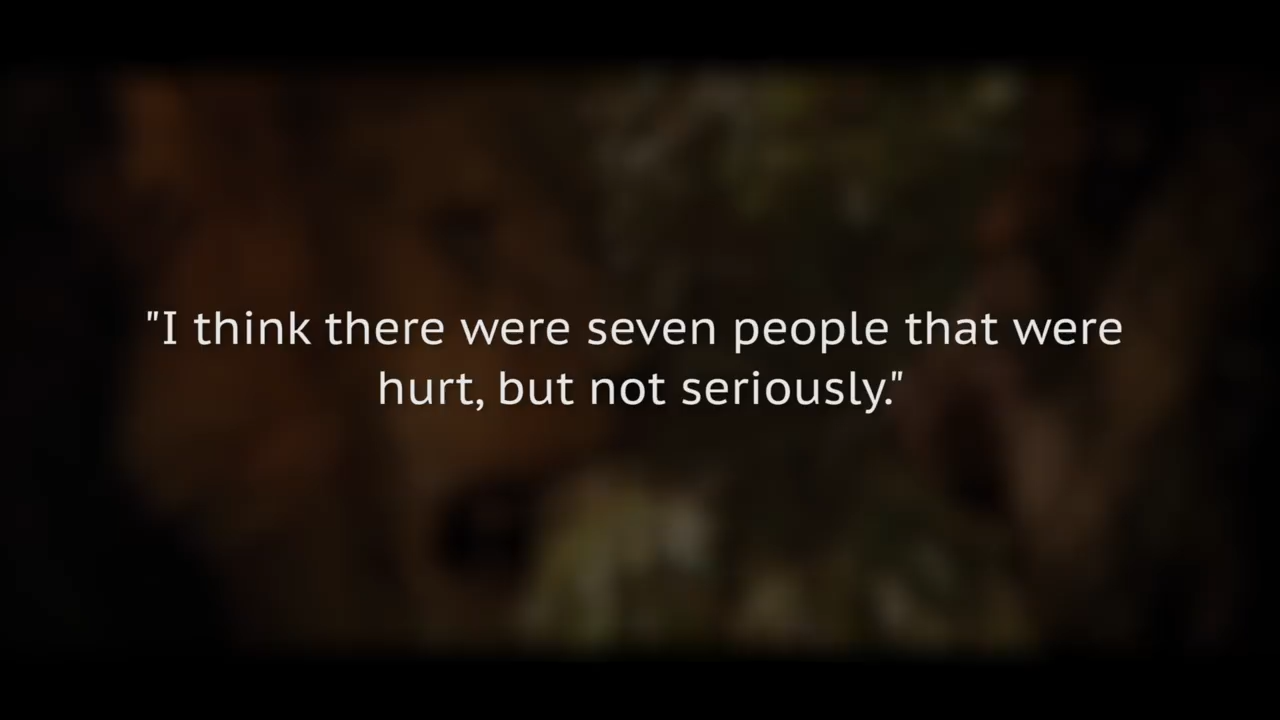 "I think there were seven people that were
hurt, but not seriously."